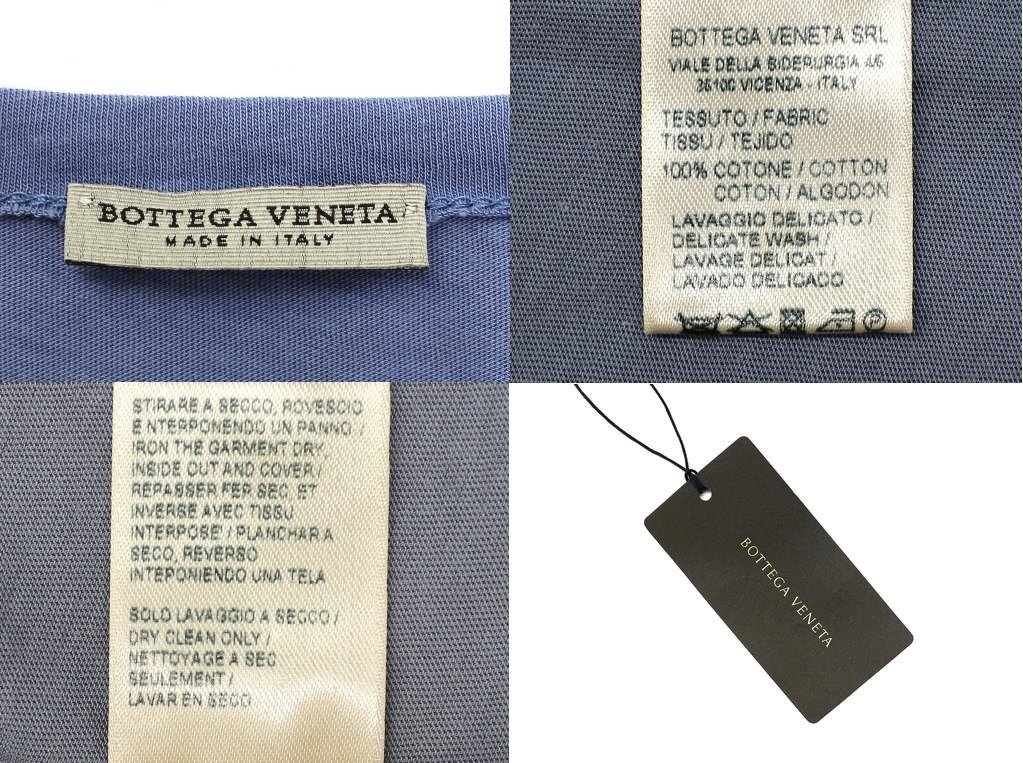 BOTTEGA VENETA
MADE IN ITALY
BOTTEGA VENETA SRL
VIALE DELLA SIDERURGIA 4/6
36100 VICENZA - ITALY
TESSUTO / FABRIC
TISSU / TEJIDO
100% COTONE / COTTON
COTON / ALGODON
LAVAGGIO DELICATO /
DELICATE WASH /
LAVAGE DELICAT /
LAVADO DELICADO
STIRARE A SECCO, ROVESCIO
E NTERPONENDO UN PANNO /
IRON THE GARMENT DRY,
INSIDE OUT AND COVER /
REPASSER FER SEC, ET
INVERSE AVEC TISSU
INTERPOSE' / PLANCHAR A
SECO, REVERSO
INTEPONIENDO UNA TELA
SOLO LAVAGGIO A SECCO /
DRY CLEAN ONLY /
NETTOYAGE A SEC
SEULEMENT /
LAVAR EN SECO
BOTTEGA VENETA